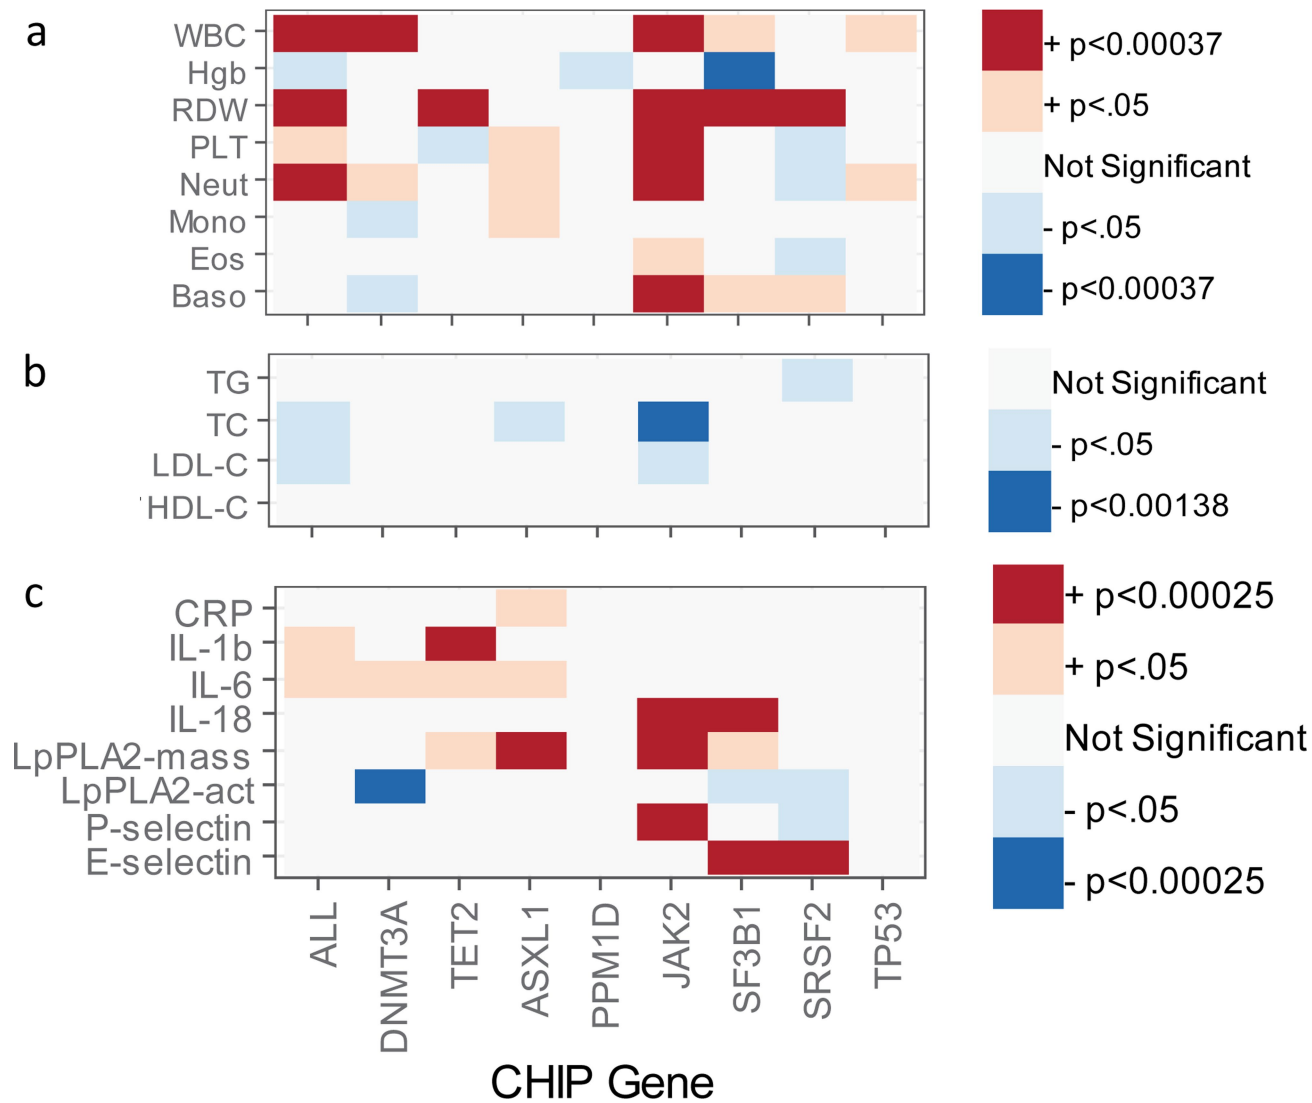 a
WBC
Hgb
RDW
PLT
Neut
Mono
Eos
Baso
+ p<0.00037
+ p<.05
Not Significant
- p<.05
- p<0.00037
b
TG
TC
LDL-C
HDL-C
Not Significant
- p<.05
- p<0.00138
c
CRP
IL-1b
IL-6
IL-18
LpPLA2-mass
LpPLA2-act
P-selectin
E-selectin
+ p<0.00025
+ p<.05
Not Significant
- p<.05
- p<0.00025
ALL
DNMT3A
TET2
ASXL1
PPM1D
JAK2
SF3B1
SRSF2
TP53
CHIP Gene